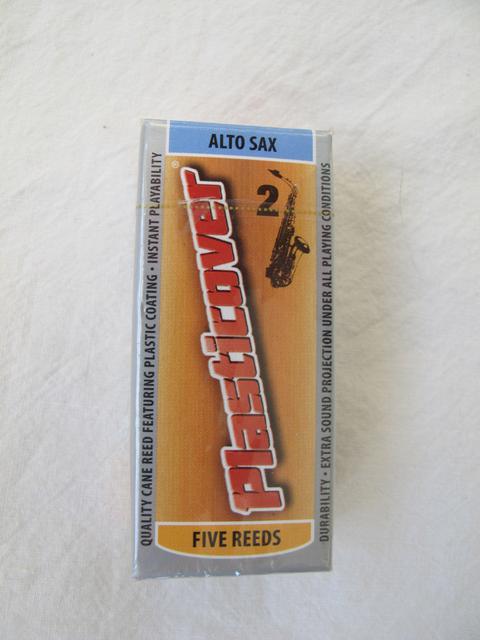 ALTO SAX
2
Plasticover®
QUALITY CANE REED FEATURING PLASTIC COATING • INSTANT PLAYABILITY
DURABILITY • EXTRA SOUND PROJECTION UNDER ALL PLAYING CONDITIONS
FIVE REEDS